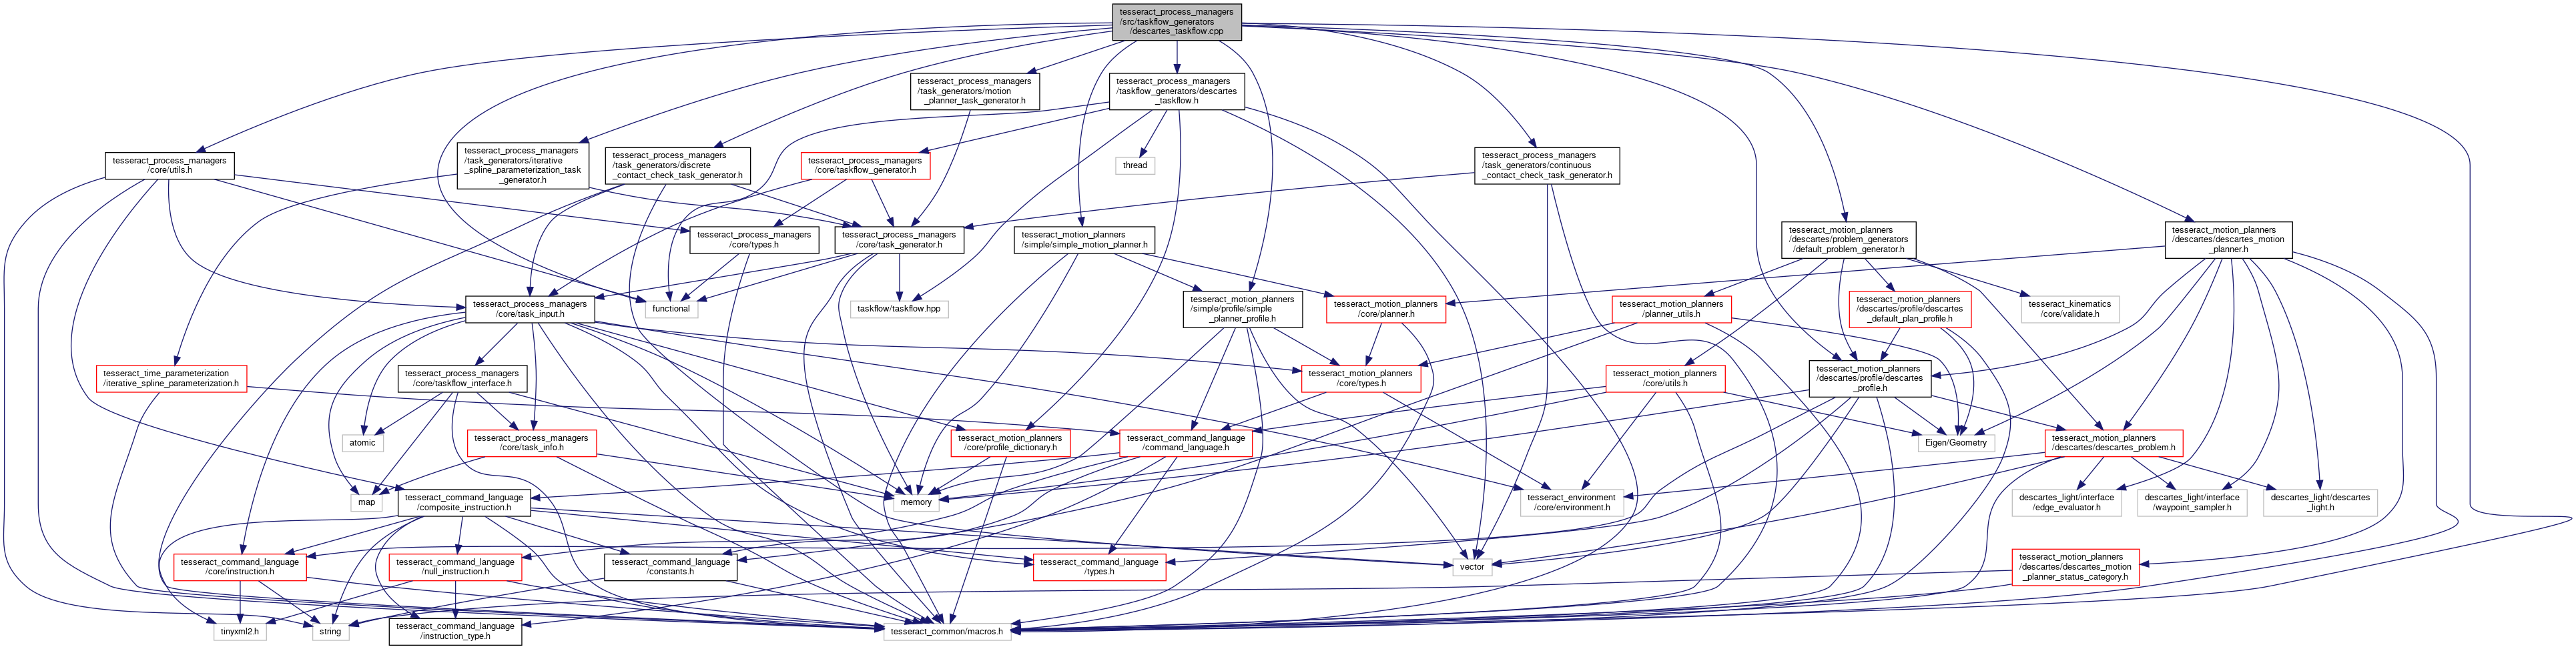 tesseract_process_managers
/src/taskflow_generators
/descartes_taskflow.cpp
tesseract_process_managers
/task_generators/motion
_planner_task_generator.h
tesseract_process_managers
/taskflow_generators/descartes
_taskflow.h
tesseract_process_managers
/core/utils.h
tesseract_process_managers
/task_generators/iterative
_spline_parameterization_task
_generator.h
tesseract_process_managers
/task_generators/discrete
_contact_check_task_generator.h
tesseract_process_managers
/core/taskflow_generator.h
thread
tesseract_process_managers
/task_generators/continuous
_contact_check_task_generator.h
tesseract_process_managers
/core/types.h
tesseract_process_managers
/core/task_generator.h
tesseract_motion_planners
/simple/simple_motion_planner.h
tesseract_motion_planners
/descartes/problem_generators
/default_problem_generator.h
tesseract_motion_planners
/descartes/descartes_motion
_planner.h
tesseract_process_managers
/core/task_input.h
functional
taskflow/taskflow.hpp
tesseract_motion_planners
/simple/profile/simple
_planner_profile.h
tesseract_motion_planners
/core/planner.h
tesseract_motion_planners
/planner_utils.h
tesseract_motion_planners
/descartes/profile/descartes
_default_plan_profile.h
tesseract_kinematics
/core/validate.h
tesseract_time_parameterization
/iterative_spline_parameterization.h
tesseract_process_managers
/core/taskflow_interface.h
tesseract_motion_planners
/core/types.h
tesseract_motion_planners
/core/utils.h
tesseract_motion_planners
/descartes/profile/descartes
_profile.h
atomic
tesseract_process_managers
/core/task_info.h
tesseract_motion_planners
/core/profile_dictionary.h
tesseract_command_language
/command_language.h
Eigen/Geometry
tesseract_motion_planners
/descartes/descartes_problem.h
map
tesseract_command_language
/composite_instruction.h
memory
tesseract_environment
/core/environment.h
descartes_light/interface
/edge_evaluator.h
descartes_light/interface
/waypoint_sampler.h
descartes_light/descartes
_light.h
tesseract_command_language
/core/instruction.h
tesseract_command_language
/null_instruction.h
tesseract_command_language
/constants.h
tesseract_command_language
/types.h
vector
tesseract_motion_planners
/descartes/descartes_motion
_planner_status_category.h
tinyxml2.h
string
tesseract_command_language
/instruction_type.h
tesseract_common/macros.h